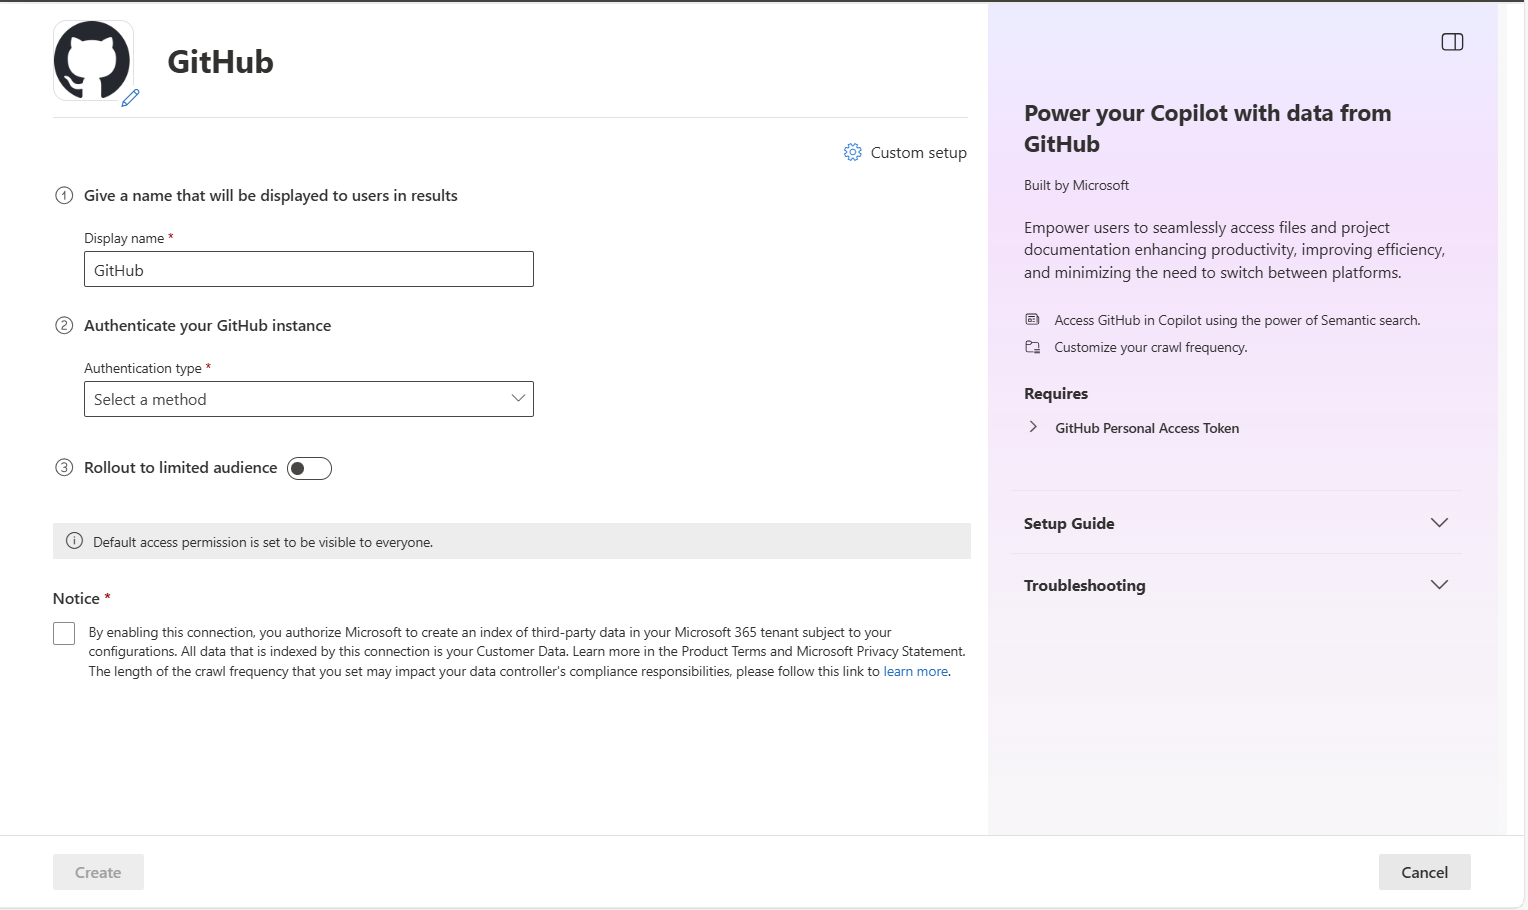 GitHub
Custom setup
1 Give a name that will be displayed to users in results
Display name *
GitHub
2 Authenticate your GitHub instance
Authentication type *
Select a method
3 Rollout to limited audience
Default access permission is set to be visible to everyone.
Notice *
By enabling this connection, you authorize Microsoft to create an index of third-party data in your Microsoft 365 tenant subject to your
configurations. All data that is indexed by this connection is your Customer Data. Learn more in the Product Terms and Microsoft Privacy Statement.
The length of the crawl frequency that you set may impact your data controller's compliance responsibilities, please follow this link to learn more.
Create
Power your Copilot with data from
GitHub
Built by Microsoft
Empower users to seamlessly access files and project
documentation enhancing productivity, improving efficiency,
and minimizing the need to switch between platforms.
Access GitHub in Copilot using the power of Semantic search.
Customize your crawl frequency.
Requires
GitHub Personal Access Token
Setup Guide
Troubleshooting
Cancel